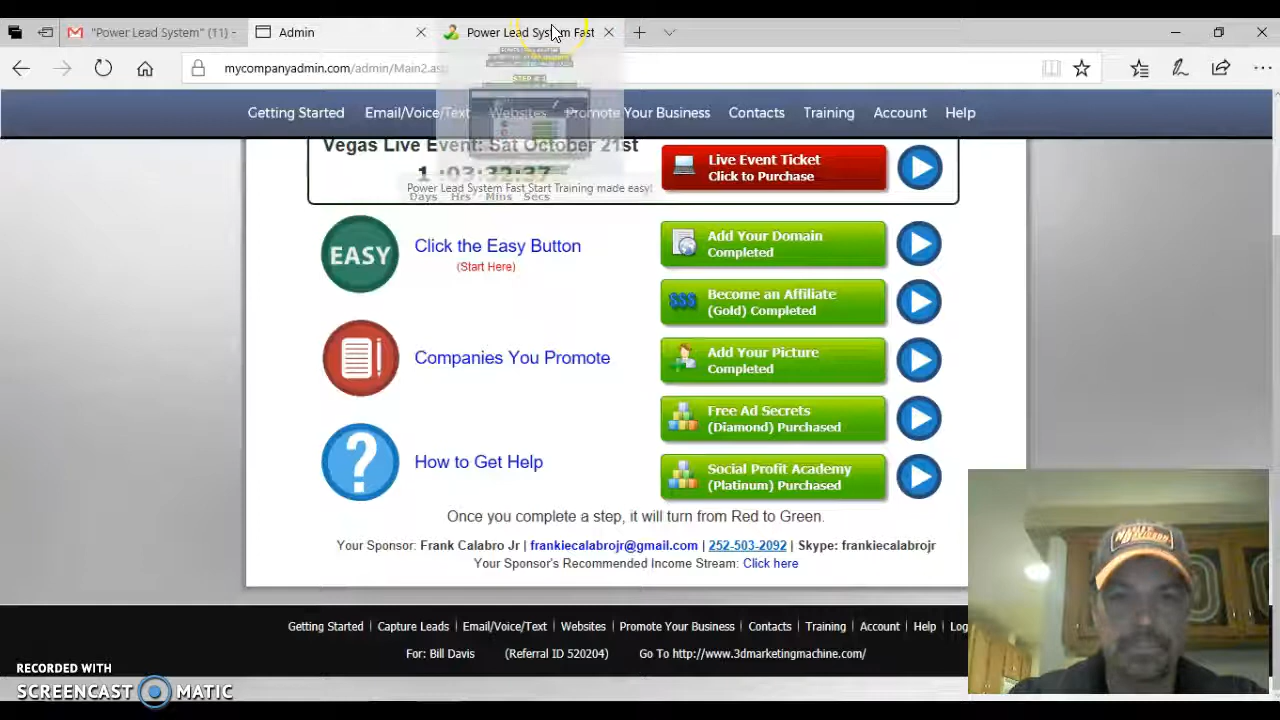 "Power Lead System" (11) -
Admin
Power Lead System Fast
mycompanyadmin.com/admin/Main2.as
Getting Started
Email/Voice/Text
Websites
Promote Your Business
Contacts
Training
Account
Help
Power Lead System Fast Start Training made easy!
Vegas Live Event: Sat October 21st
1 :03:32:37
Days Hrs Mins Secs
Live Event Ticket
Click to Purchase
EASY
Click the Easy Button
(Start Here)
Add Your Domain
Completed
$$$
Become an Affiliate
(Gold) Completed
Companies You Promote
Add Your Picture
Completed
Free Ad Secrets
(Diamond) Purchased
?
How to Get Help
Social Profit Academy
(Platinum) Purchased
Once you complete a step, it will turn from Red to Green.
Your Sponsor: Frank Calabro Jr | frankiecalabrojr@gmail.com | 252-503-2092 | Skype: frankiecalabrojr
Your Sponsor's Recommended Income Stream: Click here
Getting Started | Capture Leads | Email/Voice/Text | Websites | Promote Your Business | Contacts | Training | Account | Help | Log
For: Bill Davis (Referral ID 520204) Go To http://www.3dmarketingmachine.com/
RECORDED WITH
SCREENCAST MATIC